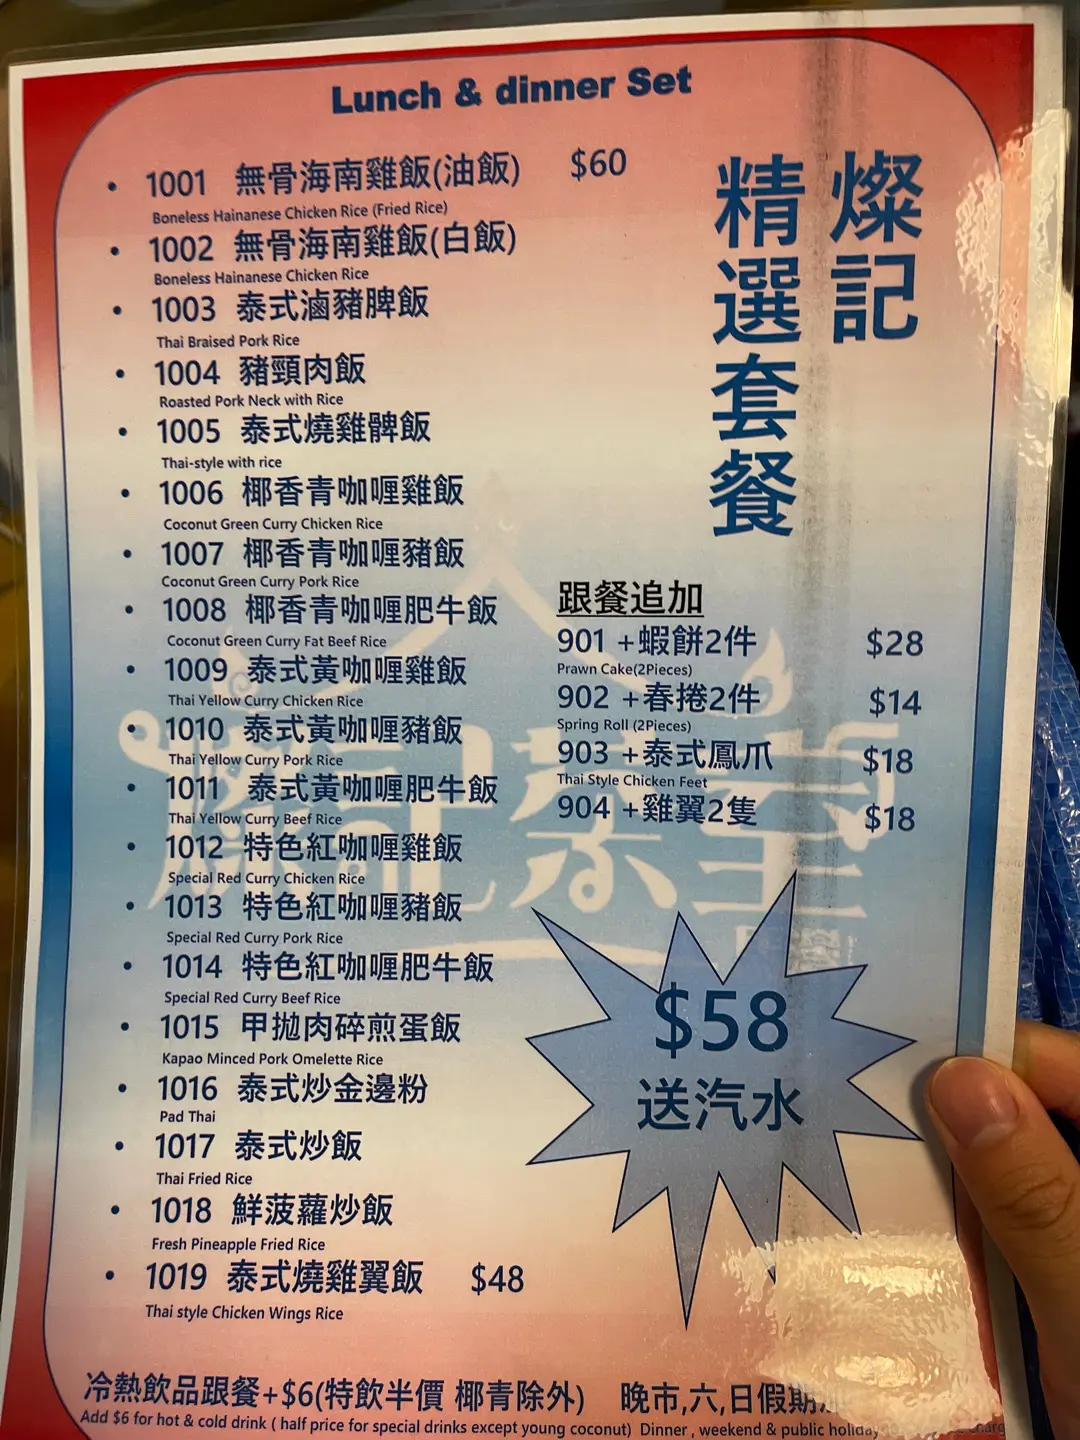 Lunch & dinner Set
燦記
精選套餐
• 1001 無骨海南雞飯(油飯) $60
Boneless Hainanese Chicken Rice (Fried Rice)
• 1002 無骨海南雞飯(白飯)
Boneless Hainanese Chicken Rice
• 1003 泰式滷豬脾飯
Thai Braised Pork Rice
• 1004 豬頸肉飯
Roasted Pork Neck with Rice
• 1005 泰式燒雞髀飯
Thai-style with rice
• 1006 椰香青咖喱雞飯
Coconut Green Curry Chicken Rice
• 1007 椰香青咖喱豬飯
Coconut Green Curry Pork Rice
• 1008 椰香青咖喱肥牛飯
Coconut Green Curry Fat Beef Rice
• 1009 泰式黃咖喱雞飯
Thai Yellow Curry Chicken Rice
• 1010 泰式黃咖喱豬飯
Thai Yellow Curry Pork Rice
• 1011 泰式黃咖喱肥牛飯
Thai Yellow Curry Beef Rice
• 1012 特色紅咖喱雞飯
Special Red Curry Chicken Rice
• 1013 特色紅咖喱豬飯
Special Red Curry Pork Rice
• 1014 特色紅咖喱肥牛飯
Special Red Curry Beef Rice
• 1015 甲拋肉碎煎蛋飯
Kapao Minced Pork Omelette Rice
• 1016 泰式炒金邊粉
Pad Thai
• 1017 泰式炒飯
Thai Fried Rice
• 1018 鮮菠蘿炒飯
Fresh Pineapple Fried Rice
• 1019 泰式燒雞翼飯 $48
Thai style Chicken Wings Rice
跟餐追加
901 +蝦餅2件 $28
Prawn Cake(2Pieces)
902 +春捲2件 $14
Spring Roll (2Pieces)
903 +泰式鳳爪 $18
Thai Style Chicken Feet
904 +雞翼2隻 $18
$58
送汽水
冷熱飲品跟餐+$6(特飲半價 椰青除外) 晚市,六,日假期
Add $6 for hot & cold drink ( half price for special drinks except young coconut) Dinner , weekend & public holiday